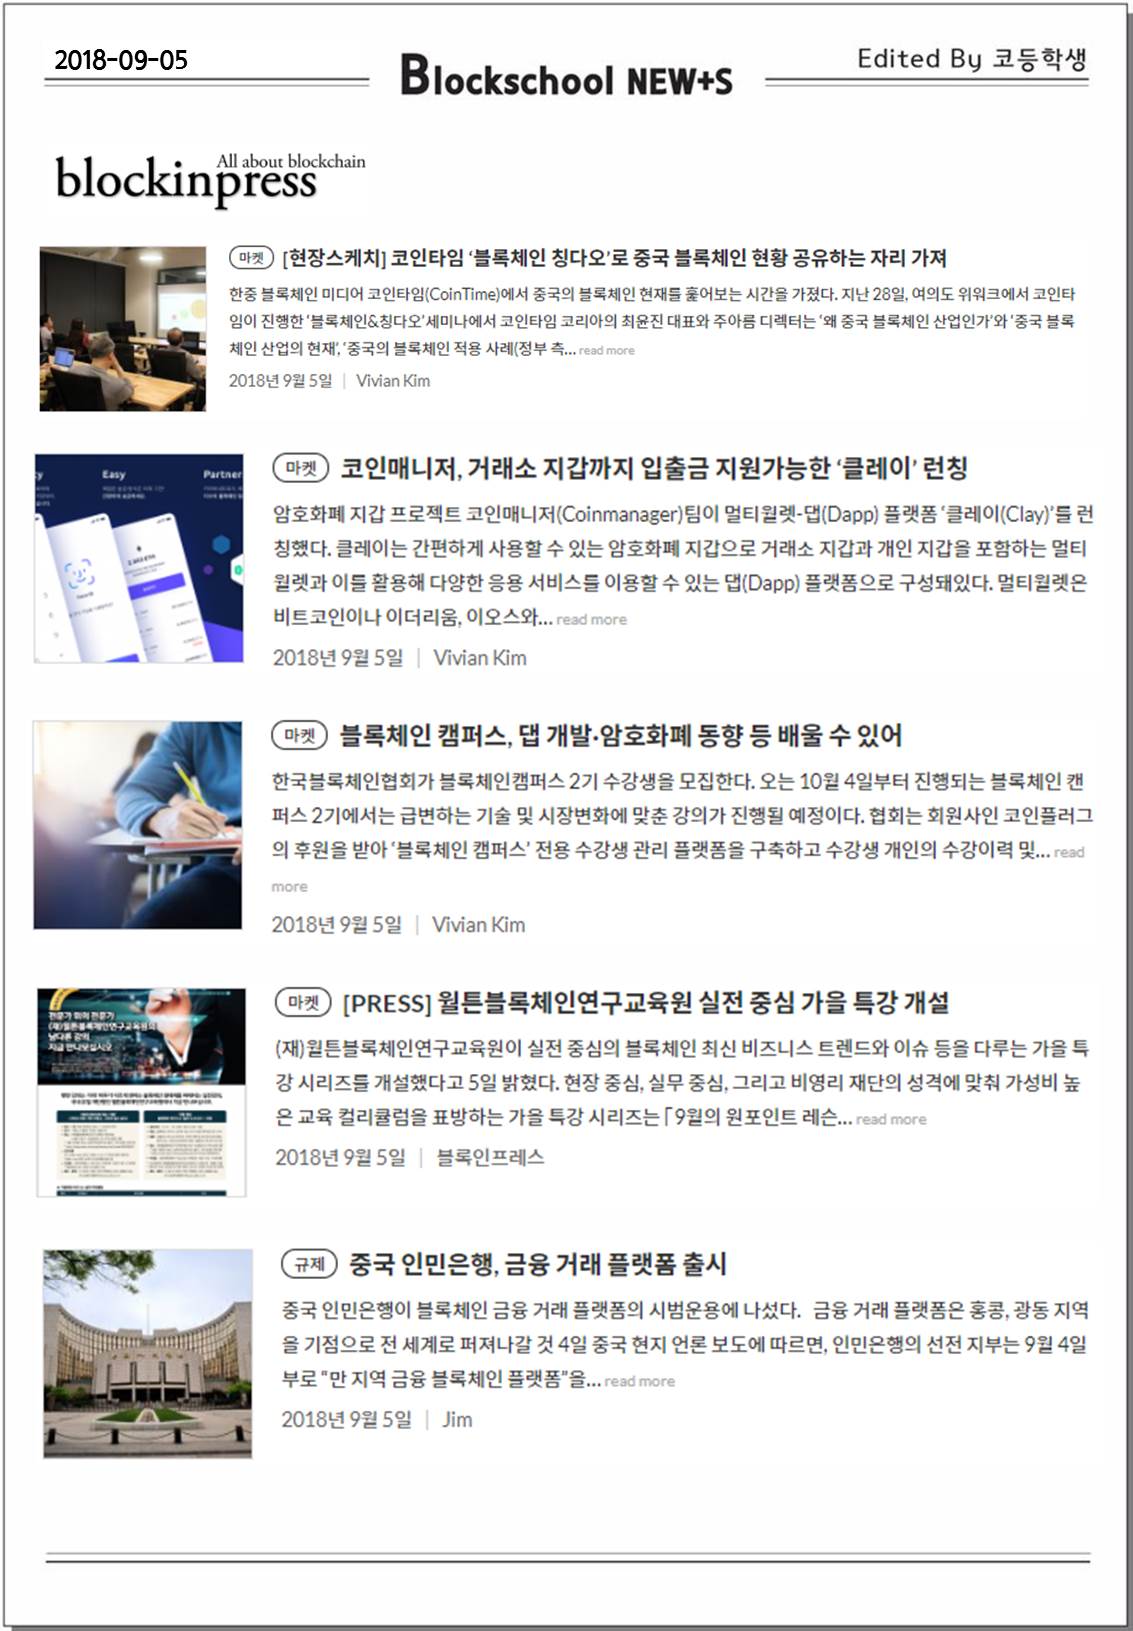 2018-09-05
Blockschool NEW+S
Edited By 코등학생
All about blockchain
blockinpress
마켓 [현장스케치] 코인타임 ‘블록체인 칭다오’로 중국 블록체인 현황 공유하는 자리 가져
한중 블록체인 미디어 코인타임(CoinTime)에서 중국의 블록체인 현재를 훑어보는 시간을 가졌다. 지난 28일, 여의도 위워크에서 코인타
임이 진행한 ‘블록체인&칭다오’세미나에서 코인타임 코리아의 최윤진 대표와 주아름 디렉터는 ‘왜 중국 블록체인 산업인가’와 ‘중국 블록
체인 산업의 현재’, ‘중국의 블록체인 적용 사례(정부 측... read more
2018년 9월 5일 | Vivian Kim
ty Easy Partner
마켓 코인매니저, 거래소 지갑까지 입출금 지원가능한 ‘클레이’ 런칭
암호화폐 지갑 프로젝트 코인매니저(Coinmanager)팀이 멀티월렛-댑(Dapp) 플랫폼 ‘클레이(Clay)’를 런
칭했다. 클레이는 간편하게 사용할 수 있는 암호화폐 지갑으로 거래소 지갑과 개인 지갑을 포함하는 멀티
월렛과 이를 활용해 다양한 응용 서비스를 이용할 수 있는 댑(Dapp) 플랫폼으로 구성돼있다. 멀티월렛은
비트코인이나 이더리움, 이오스와... read more
2018년 9월 5일 | Vivian Kim
마켓 블록체인 캠퍼스, 댑 개발·암호화폐 동향 등 배울 수 있어
한국블록체인협회가 블록체인캠퍼스 2기 수강생을 모집한다. 오는 10월 4일부터 진행되는 블록체인 캠
퍼스 2기에서는 급변하는 기술 및 시장변화에 맞춘 강의가 진행될 예정이다. 협회는 회원사인 코인플러그
의 후원을 받아 ‘블록체인 캠퍼스’ 전용 수강생 관리 플랫폼을 구축하고 수강생 개인의 수강이력 및... read
more
2018년 9월 5일 | Vivian Kim
전문가 위의 전문가
(재)월튼블록체인연구교육원의
남다른 강의
지금 만나보십시오
마켓 [PRESS] 월튼블록체인연구교육원 실전 중심 가을 특강 개설
(재)월튼블록체인연구교육원이 실전 중심의 블록체인 최신 비즈니스 트렌드와 이슈 등을 다루는 가을 특
강 시리즈를 개설했다고 5일 밝혔다. 현장 중심, 실무 중심, 그리고 비영리 재단의 성격에 맞춰 가성비 높
은 교육 컬리큘럼을 표방하는 가을 특강 시리즈는 「9월의 원포인트 레슨... read more
2018년 9월 5일 | 블록인프레스
규제 중국 인민은행, 금융 거래 플랫폼 출시
중국 인민은행이 블록체인 금융 거래 플랫폼의 시범운용에 나섰다. 금융 거래 플랫폼은 홍콩, 광동 지역
을 기점으로 전 세계로 퍼져나갈 것 4일 중국 현지 언론 보도에 따르면, 인민은행의 선전 지부는 9월 4일
부로 “만 지역 금융 블록체인 플랫폼”을... read more
2018년 9월 5일 | Jim